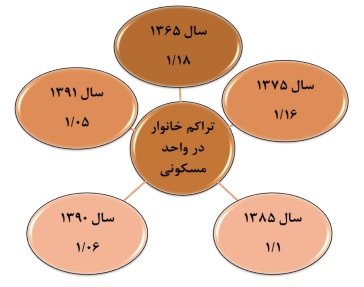 سال ۱۳۶۵
۱/۱۸
سال ۱۳۷۵
۱/۱۶
سال ۱۳۸۵
۱/۱
سال ۱۳۹۰
۱/۰۶
سال ۱۳۹۱
۱/۰۵
تراکم خانوار
در واحد
مسکونی